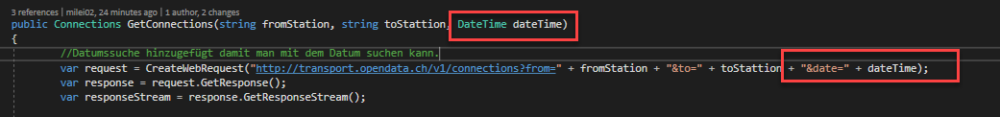 3 references | milei02, 24 minutes ago | 1 author, 2 changes
public Connections GetConnections(string fromStation, string toStattion, DateTime dateTime)
{
//Datumssuche hinzugefügt damit man mit dem Datum suchen kann.
var request = CreateWebRequest("http://transport.opendata.ch/v1/connections?from=" + fromStation + "&to=" + toStattion + "&date=" + dateTime);
var response = request.GetResponse();
var responseStream = response.GetResponseStream();